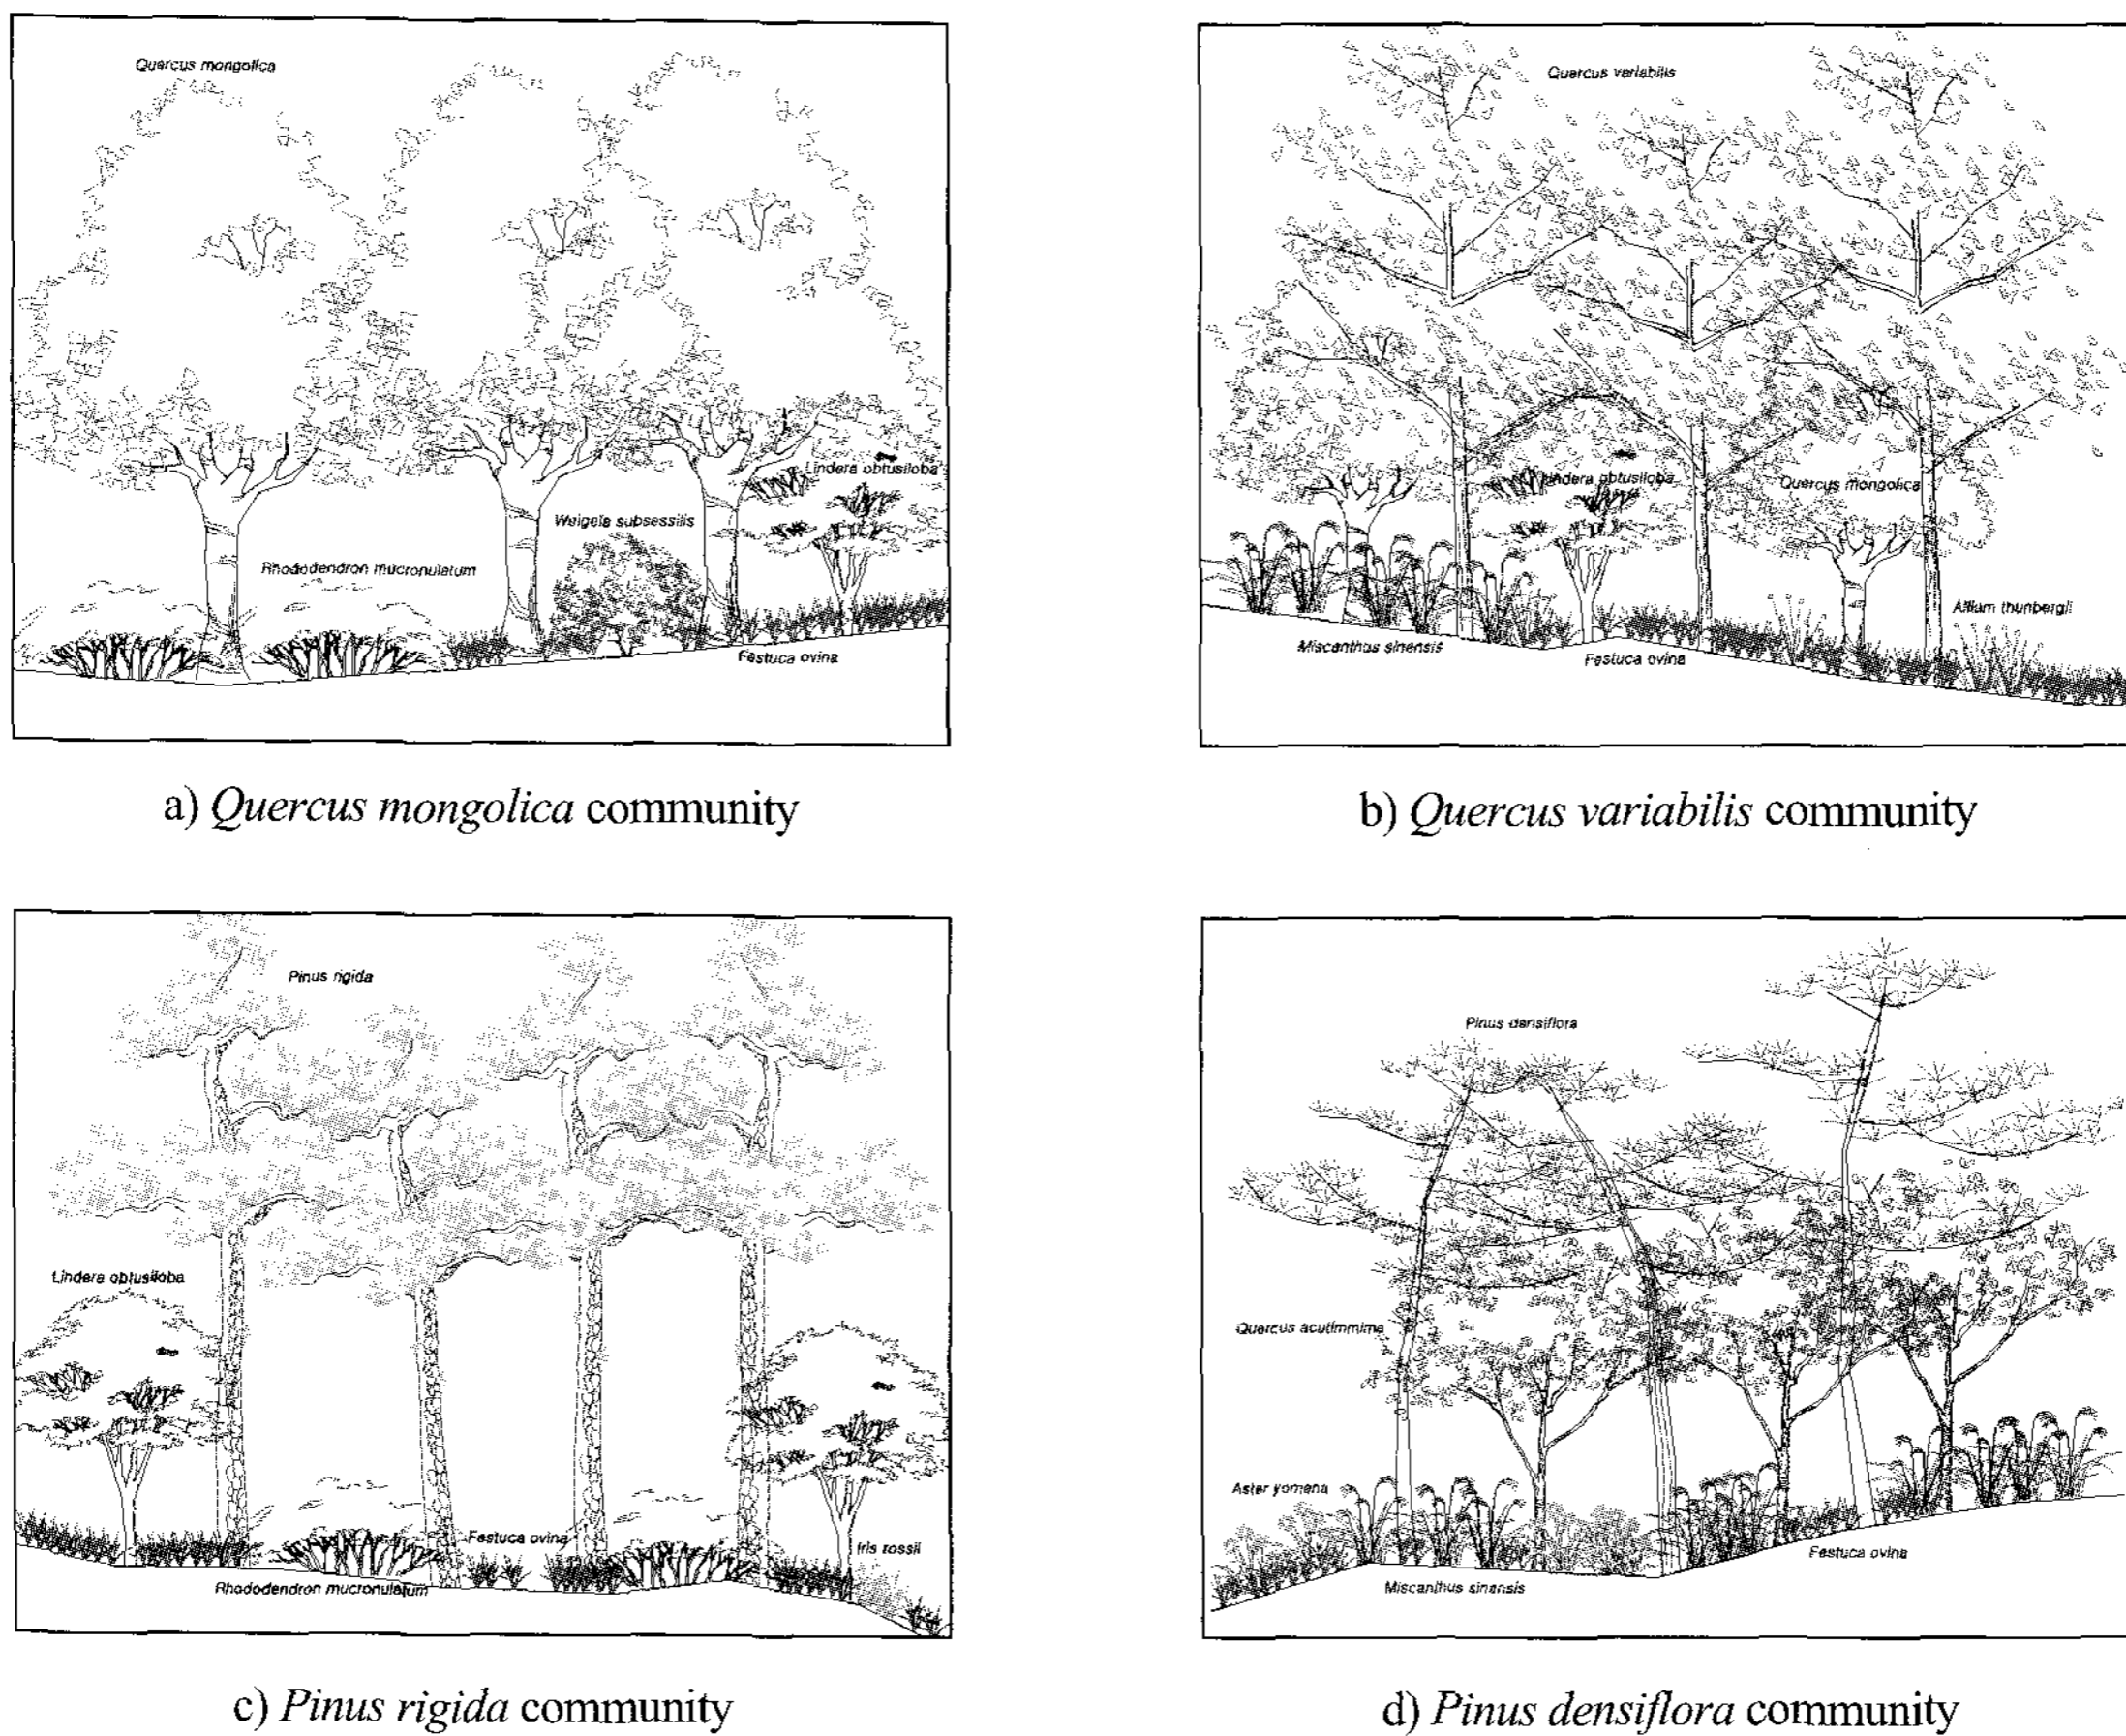 Quercus mongolica
Lindera obtusiloba
Weigela subsessilis
Rhododendron mucronulatum
Festuca ovina
a) Quercus mongolica community
Quercus variabilis
Lindera obtusiloba
Quercus mongolica
Allium thunbergii
Miscanthus sinensis
Festuca ovina
b) Quercus variabilis community
Pinus rigida
Lindera obtusiloba
Festuca ovina
Iris rossii
Rhododendron mucronulatum
c) Pinus rigida community
Pinus densiflora
Quercus acutimmima
Aster yomena
Festuca ovina
Miscanthus sinensis
d) Pinus densiflora community